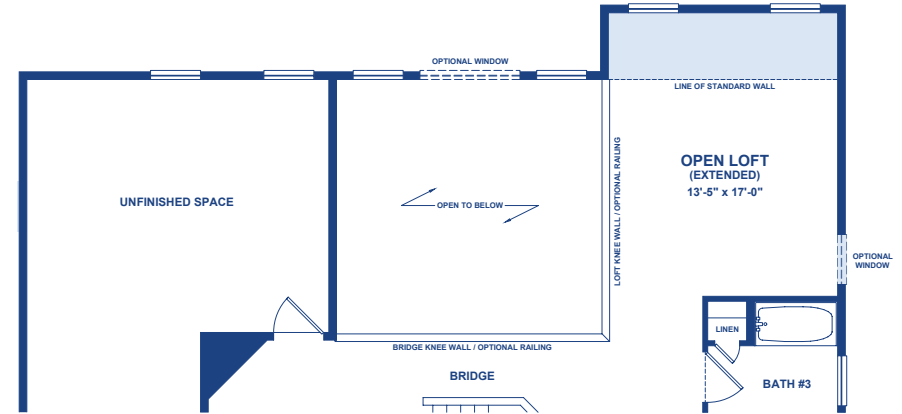 OPTIONAL WINDOW
LINE OF STANDARD WALL
OPEN LOFT
(EXTENDED)
13'-5" x 17'-0"
UNFINISHED SPACE
OPEN TO BELOW
LOFT KNEE WALL / OPTIONAL RAILING
OPTIONAL
WINDOW
LINEN
BRIDGE KNEE WALL / OPTIONAL RAILING
BRIDGE
BATH #3